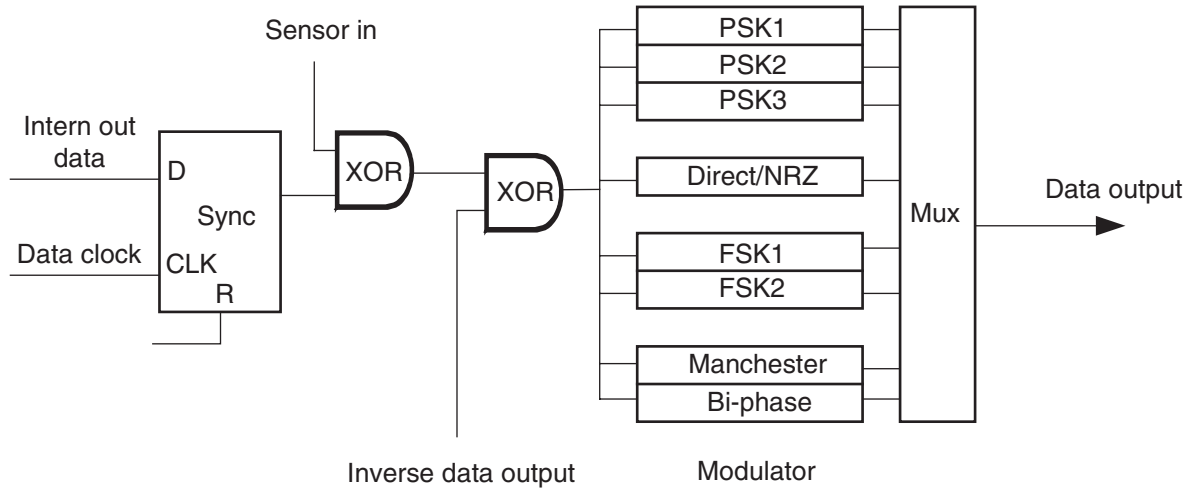 Sensor in
Intern out
data
D
Sync
Data clock
CLK
R
XOR
XOR
Inverse data output
PSK1
PSK2
PSK3
Direct/NRZ
FSK1
FSK2
Manchester
Bi-phase
Modulator
Mux
Data output